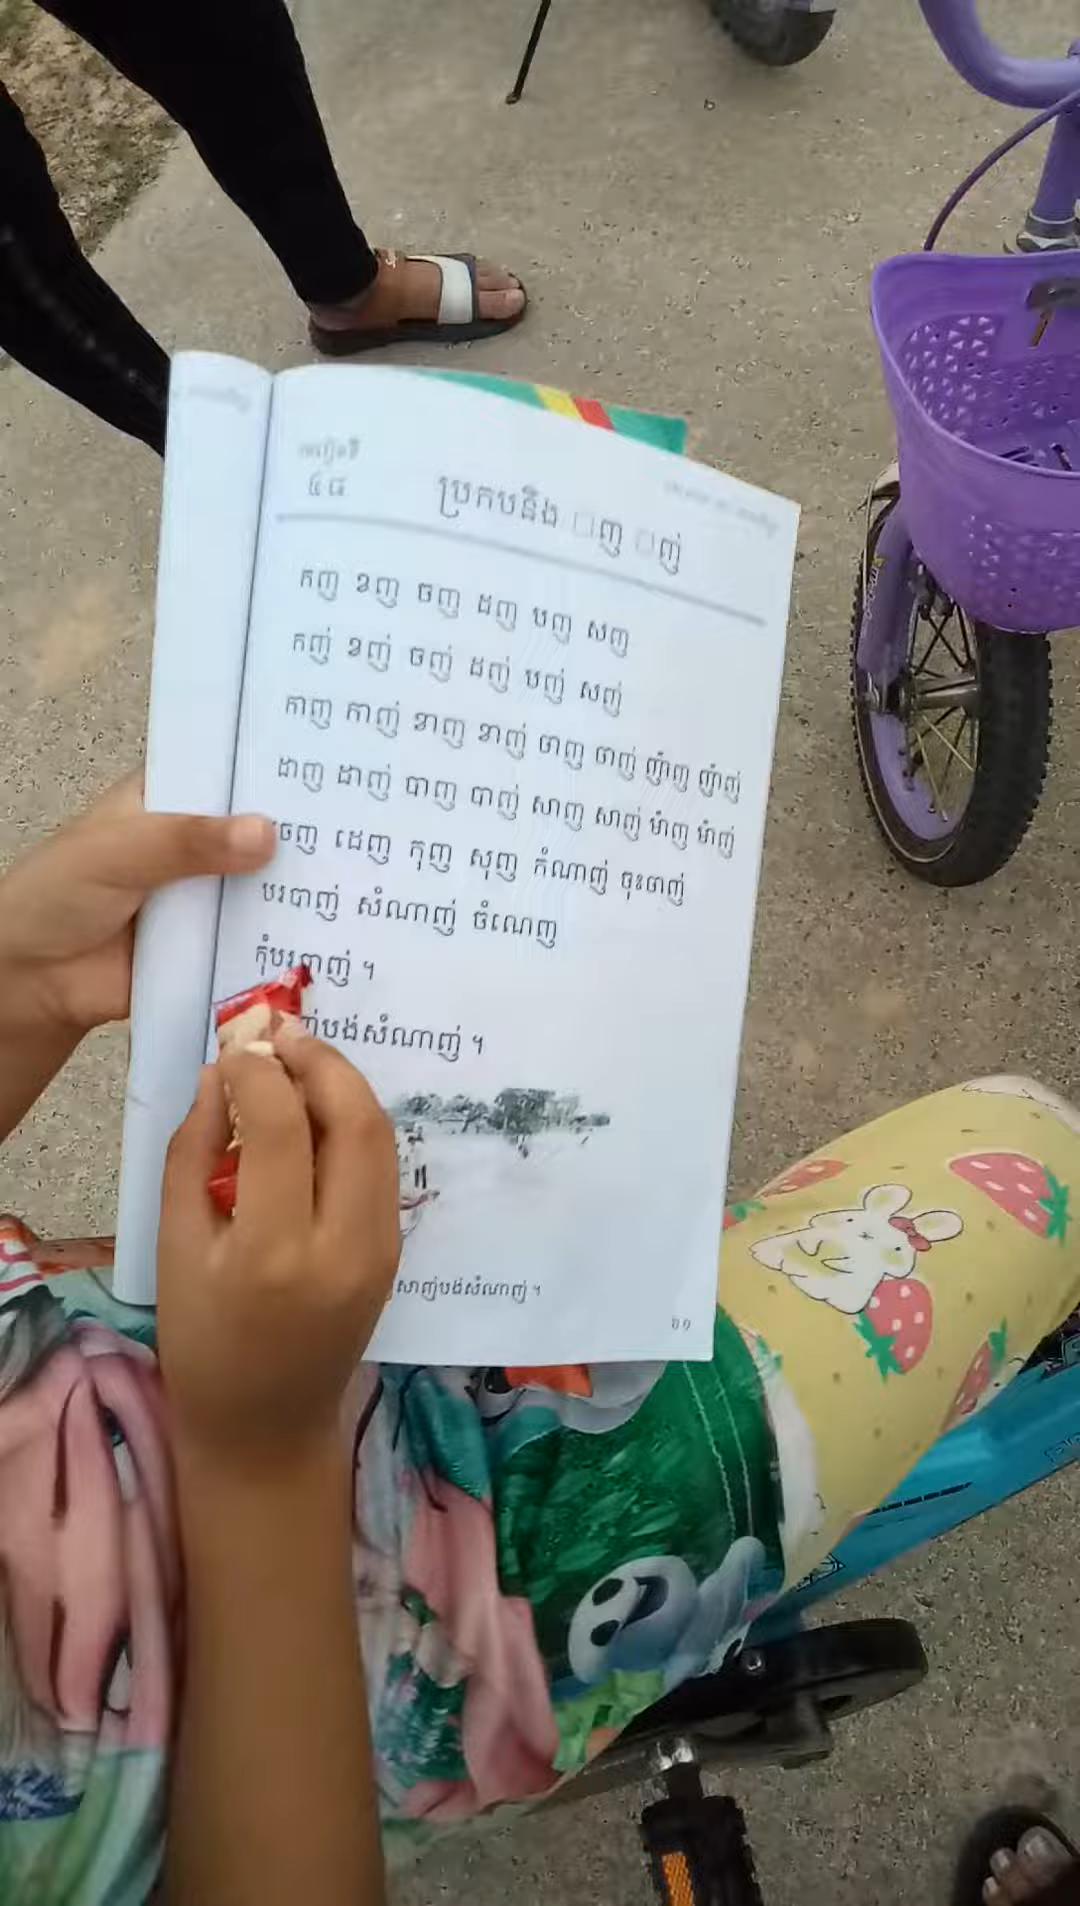 មេរៀនទី
៤៨
ប្រកបនឹង □ញ □ញ់
កញ ខញ ចញ ដញ បញ សញ
កញ់ ខញ់ ចញ់ ដញ់ បញ់ សញ់
កាញ កាញ់ ខាញ ខាញ់ ចាញ ចាញ់ ញ៉ាញ ញ៉ាញ់
ដាញ ដាញ់ បាញ បាញ់ សាញ សាញ់ ម៉ាញ ម៉ាញ់
ចេញ ដេញ កុញ សុញ កំណាញ់ ចុះចាញ់
បរបាញ់ សំណាញ់ ចំណេញ
កុំបរបាញ់ ។
ញ់បង់សំណាញ់ ។
សាញ់បង់សំណាញ់ ។
៦១